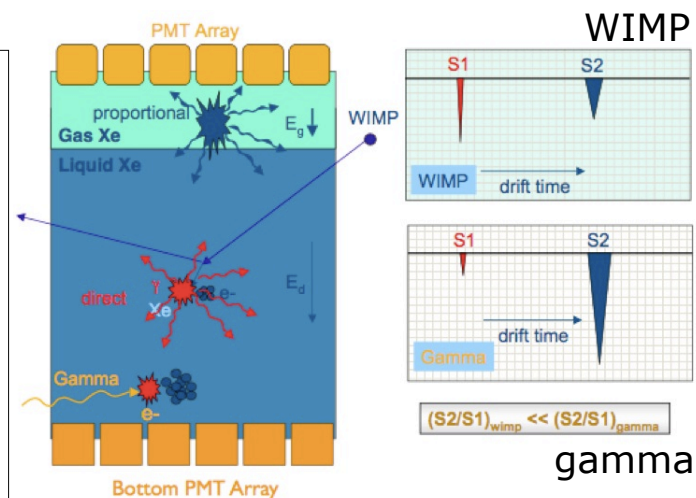 PMT Array
proportional
Gas Xe
Eg
Liquid Xe
WIMP
γ
e-
Xe
direct
Ed
Gamma
e-
Bottom PMT Array
WIMP
S1
S2
WIMP
drift time
S1
S2
drift time
Gamma
(S2/S1)wimp << (S2/S1)gamma
gamma